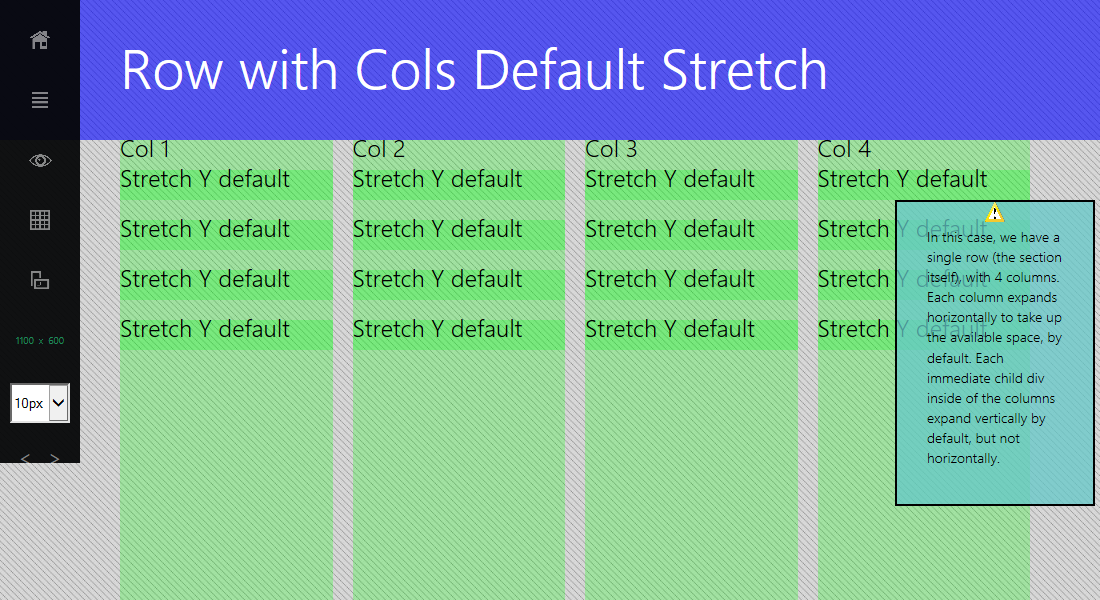 Row with Cols Default Stretch
1100 x 600
10px
Col 1
Stretch Y default
Stretch Y default
Stretch Y default
Stretch Y default
Col 2
Stretch Y default
Stretch Y default
Stretch Y default
Stretch Y default
Col 3
Stretch Y default
Stretch Y default
Stretch Y default
Stretch Y default
Col 4
Stretch Y default
Stretch Y default
Stretch Y default
Stretch Y default
In this case, we have a
single row (the section
itself), with 4 columns.
Each column expands
horizontally to take up
the available space, by
default. Each
immediate child div
inside of the columns
expand vertically by
default, but not
horizontally.